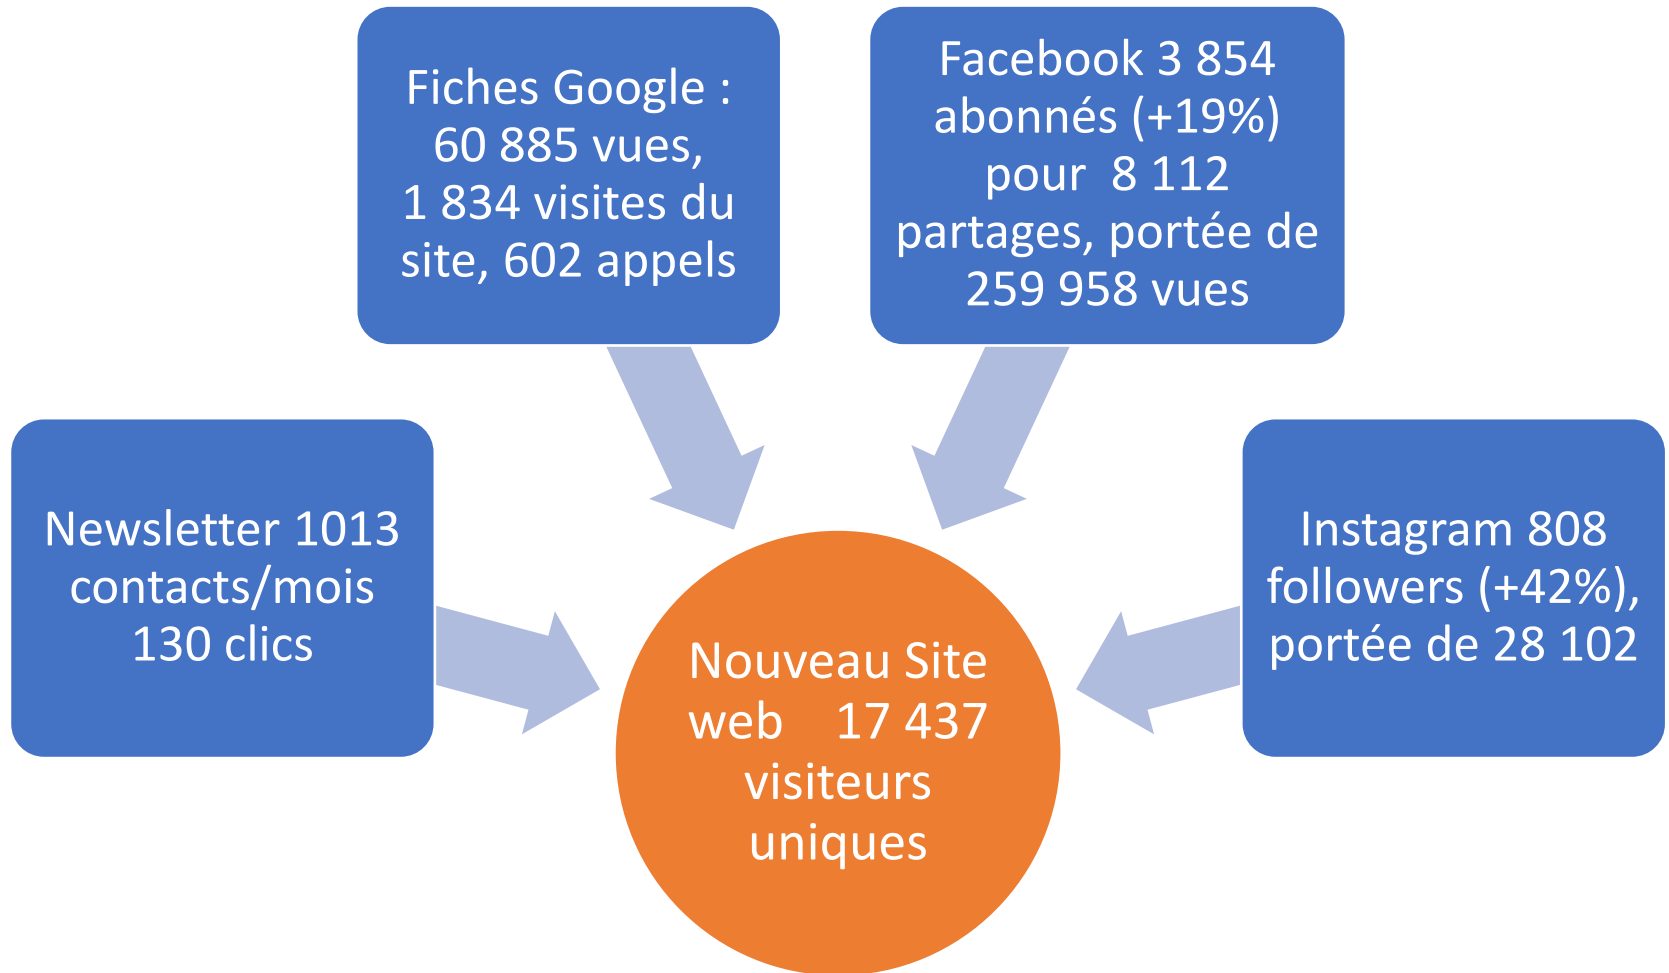 Fiches Google :
60 885 vues,
1 834 visites du
site, 602 appels
Facebook 3 854
abonnés (+19%)
pour 8 112
partages, portée de
259 958 vues
Newsletter 1013
contacts/mois
130 clics
Instagram 808
followers (+42%),
portée de 28 102
Nouveau Site
web 17 437
visiteurs
uniques